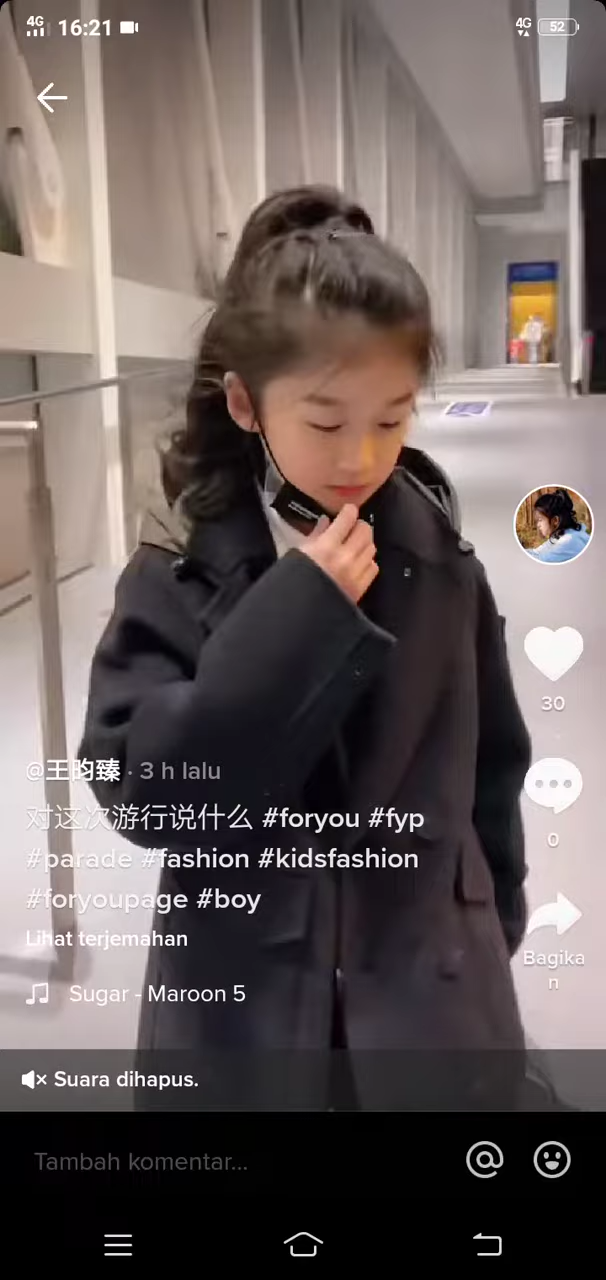 4G 16:21 4G 52
@王昀臻 · 3 h lalu
对这次游行说什么 #foryou #fyp
#parade #fashion #kidsfashion
#foryoupage #boy
Lihat terjemahan
Sugar - Maroon 5
30
0
Bagika
n
Suara dihapus.
Tambah komentar...